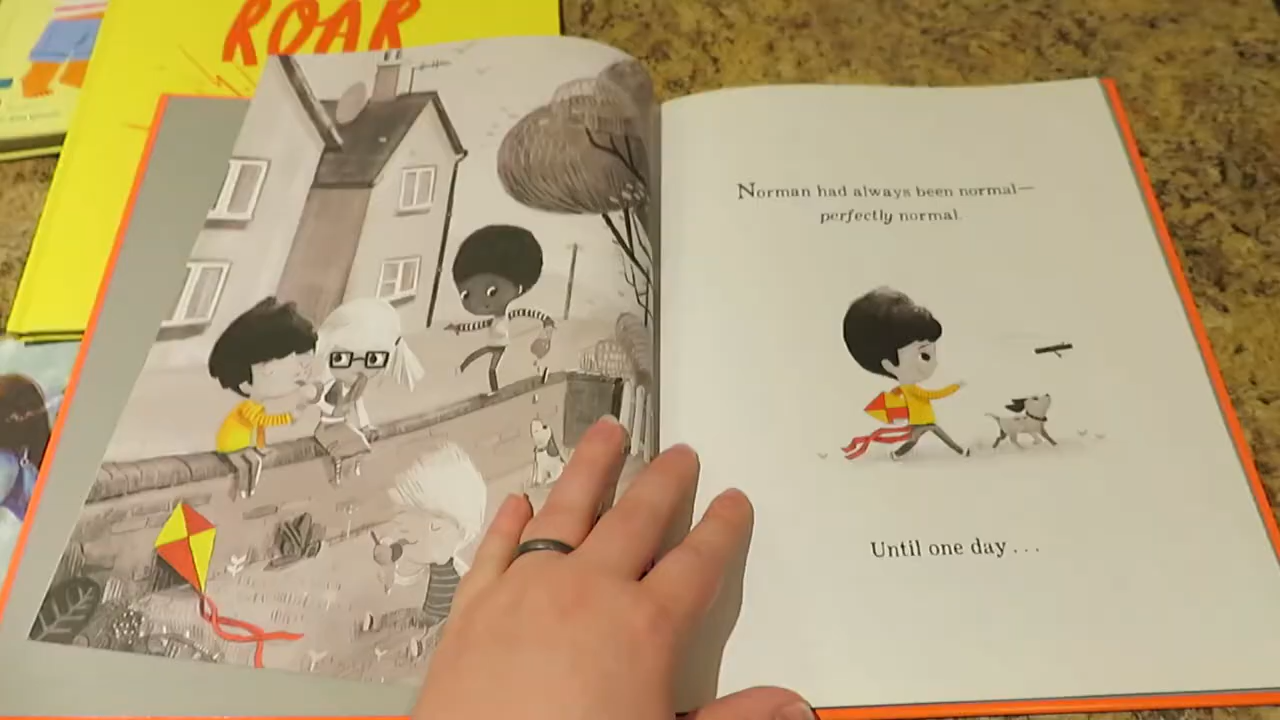 ROAR
Norman had always been normal—
perfectly normal.
Until one day . . .